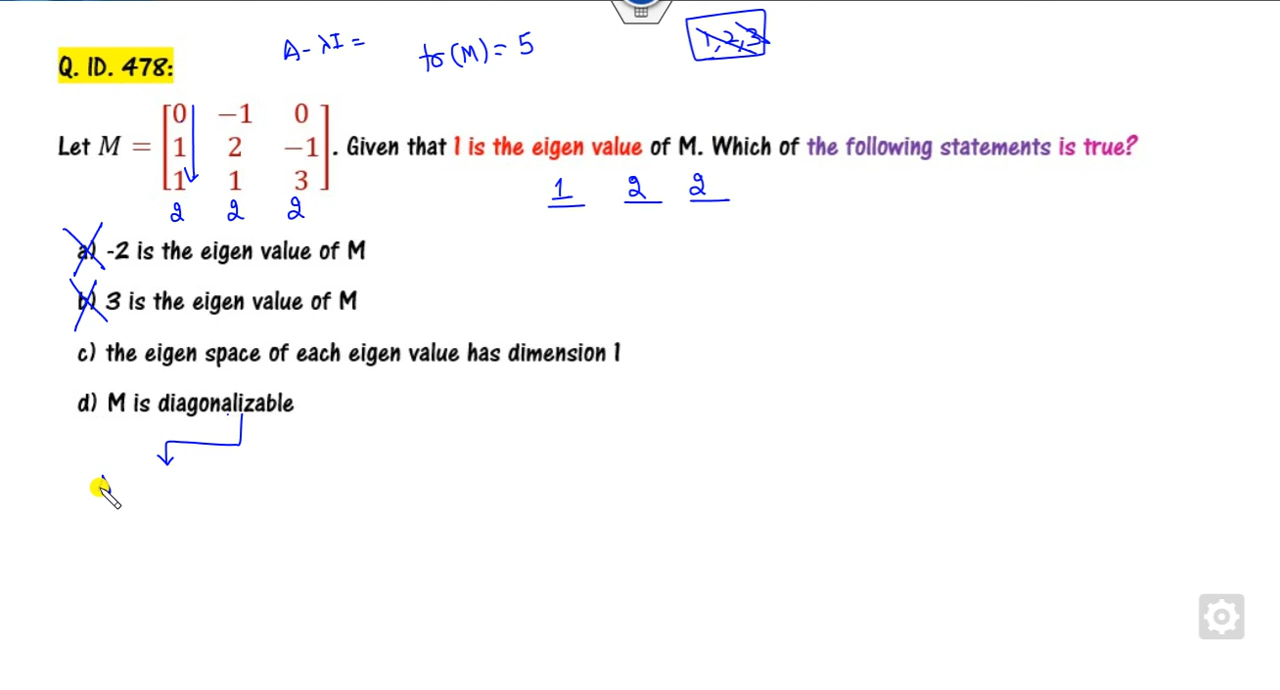 A - λI =
tr(M) = 5
1, 2, 3
Q. ID. 478:
Let M = [0 -1 0; 1 2 -1; 1 1 3]. Given that 1 is the eigen value of M. Which of the following statements is true?
1 2 2
2 2 2
a) -2 is the eigen value of M
b) 3 is the eigen value of M
c) the eigen space of each eigen value has dimension 1
d) M is diagonalizable